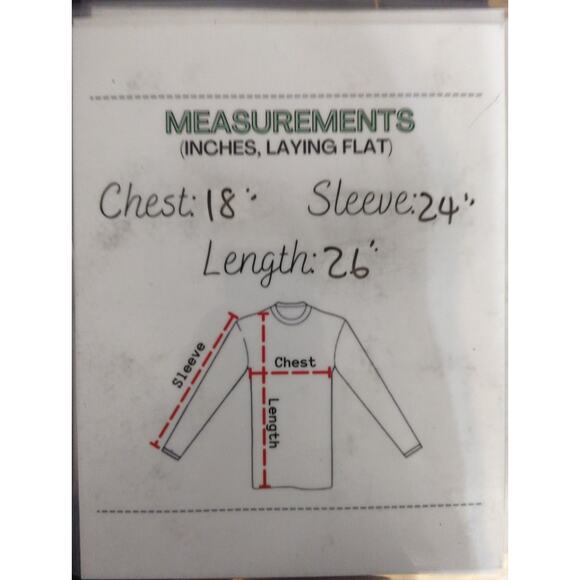 MEASUREMENTS
(INCHES, LAYING FLAT)
Chest: 18" Sleeve: 24"
Length: 26"
Sleeve
Chest
Length